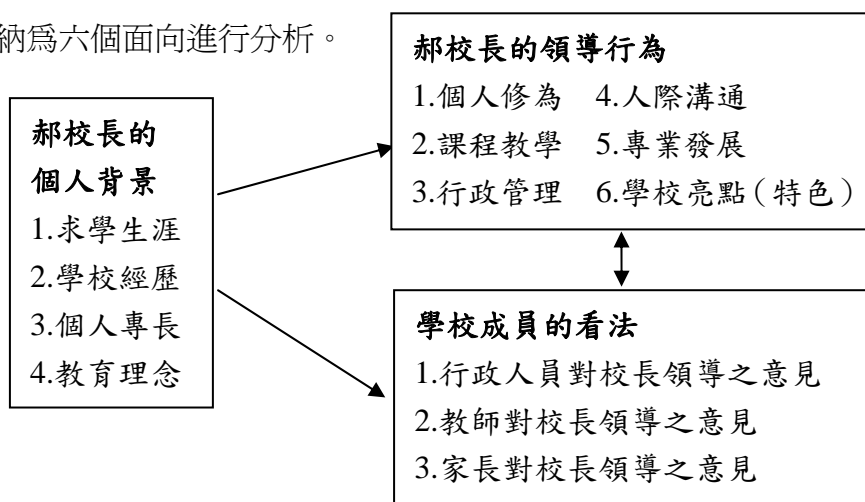 納為六個面向進行分析。
郝校長的
個人背景
1.求學生涯
2.學校經歷
3.個人專長
4.教育理念
郝校長的領導行為
1.個人修為 4.人際溝通
2.課程教學 5.專業發展
3.行政管理 6.學校亮點(特色)
學校成員的看法
1.行政人員對校長領導之意見
2.教師對校長領導之意見
3.家長對校長領導之意見